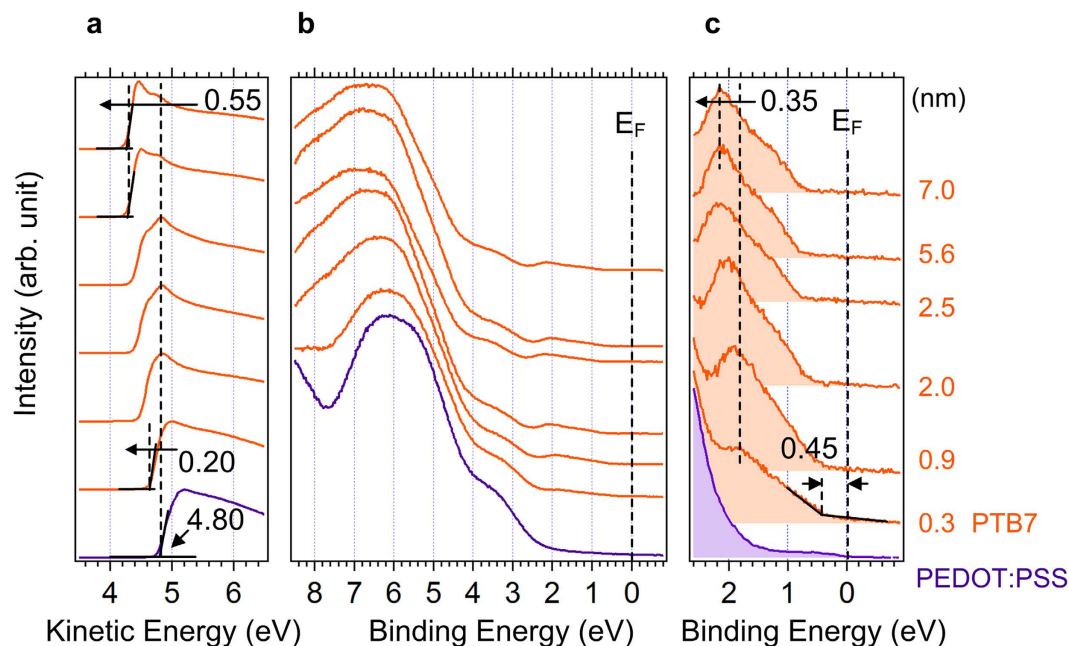 a
b
c
Intensity (arb. unit)
0.55
0.20
4.80
4 5 6
Kinetic Energy (eV)
E_F
8 7 6 5 4 3 2 1 0
Binding Energy (eV)
0.35
E_F
0.45
2 1 0
Binding Energy (eV)
(nm)
7.0
5.6
2.5
2.0
0.9
0.3 PTB7
PEDOT:PSS